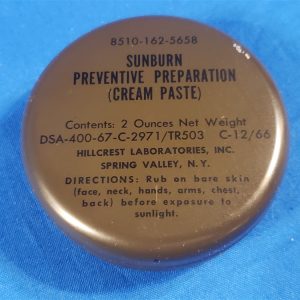 8510-162-5658
SUNBURN
PREVENTIVE PREPARATION
(CREAM PASTE)
Contents: 2 Ounces Net Weight
DSA-400-67-C-2971/TR503 C-12/66
HILLCREST LABORATORIES, INC.
SPRING VALLEY, N.Y.
DIRECTIONS: Rub on bare skin
(face, neck, hands, arms, chest,
back) before exposure to
sunlight.